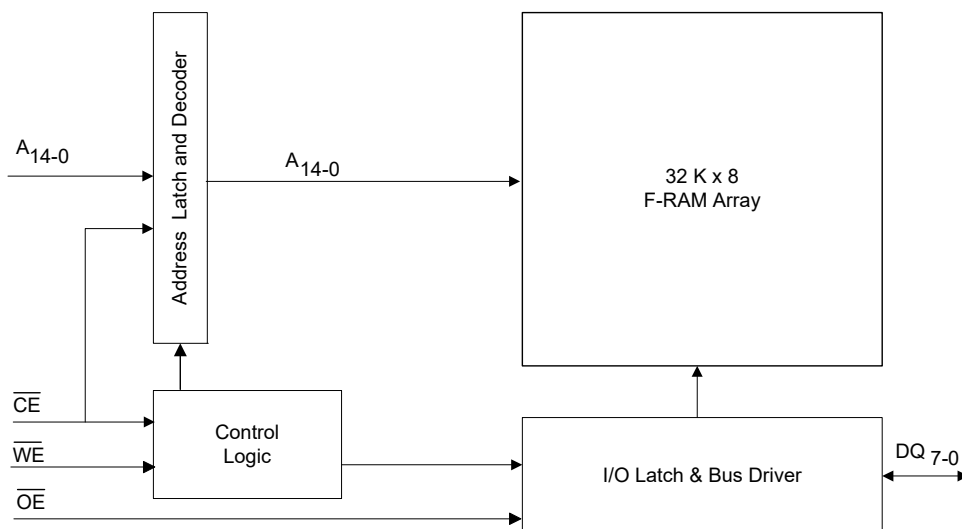 Address Latch and Decoder
A14-0
A14-0
32 K x 8
F-RAM Array
CE
WE
OE
Control
Logic
I/O Latch & Bus Driver
DQ 7-0